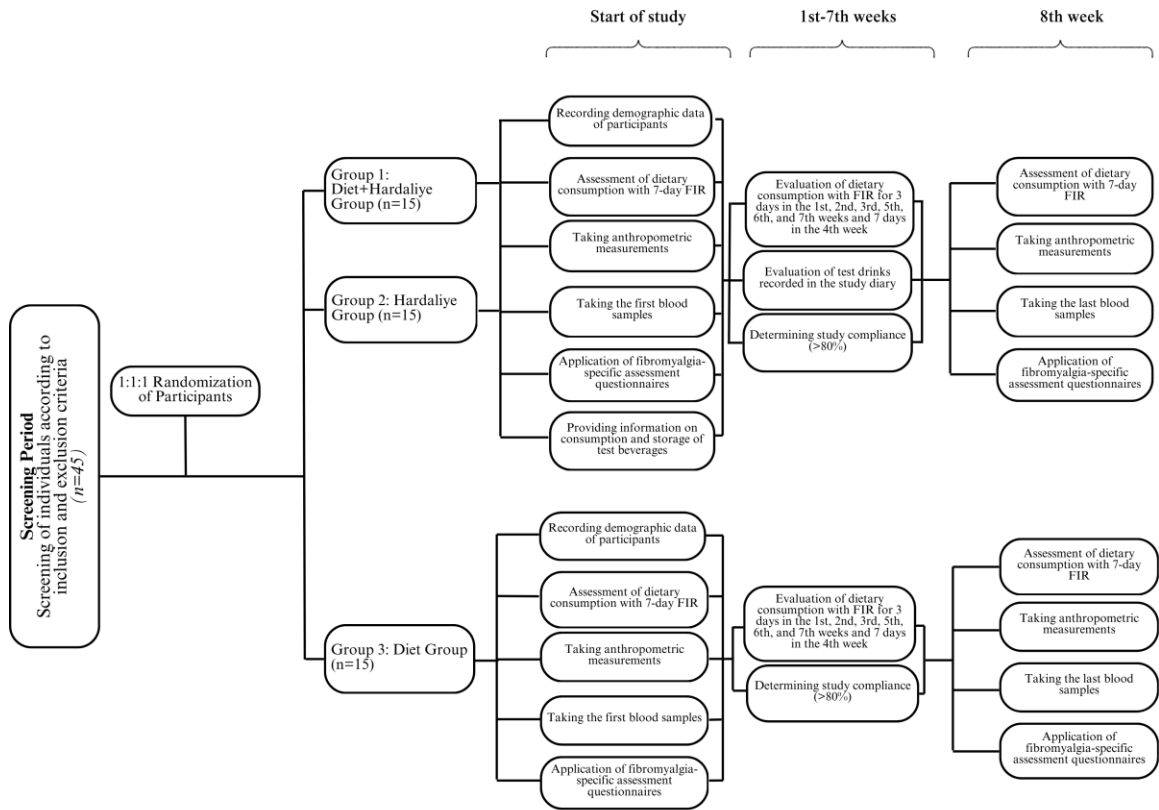 Start of study
1st-7th weeks
8th week
Screening Period
Screening of individuals according to
inclusion and exclusion criteria
(n=45)
1:1:1 Randomization
of Participants
Group 1:
Diet+Hardaliye
Group (n=15)
Group 2: Hardaliye
Group (n=15)
Recording demographic data
of participants
Assessment of dietary
consumption with 7-day FIR
Taking anthropometric
measurements
Taking the first blood
samples
Application of fibromyalgia-
specific assessment
questionnaires
Providing information on
consumption and storage of
test beverages
Evaluation of dietary
consumption with FIR for 3
days in the 1st, 2nd, 3rd, 5th,
6th, and 7th weeks and 7 days
in the 4th week
Evaluation of test drinks
recorded in the study diary
Determining study compliance
(>80%)
Assessment of dietary
consumption with 7-day
FIR
Taking anthropometric
measurements
Taking the last blood
samples
Application of
fibromyalgia-specific
assessment questionnaires
Group 3: Diet Group
(n=15)
Recording demographic data
of participants
Assessment of dietary
consumption with 7-day FIR
Taking anthropometric
measurements
Taking the first blood samples
Application of fibromyalgia-
specific assessment
questionnaires
Evaluation of dietary
consumption with FIR for 3
days in the 1st, 2nd, 3rd, 5th,
6th, and 7th weeks and 7 days
in the 4th week
Determining study compliance
(>80%)
Assessment of dietary
consumption with 7-day
FIR
Taking anthropometric
measurements
Taking the last blood
samples
Application of
fibromyalgia-specific
assessment questionnaires